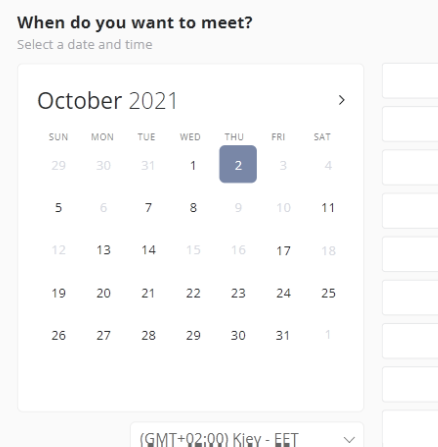 When do you want to meet?
Select a date and time
October 2021
SUN MON TUE WED THU FRI SAT
29 30 31 1 2 3 4
5 6 7 8 9 10 11
12 13 14 15 16 17 18
19 20 21 22 23 24 25
26 27 28 29 30 31 1
(GMT+02:00) Kiev - EET